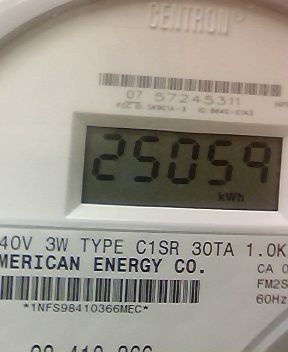 CENTRON
07 57245311
25059
kWh
40V 3W TYPE C1SR 30TA 1.0K
MERICAN ENERGY CO.
CA 0
FM2S
60Hz
*1NFS98410366MEC*